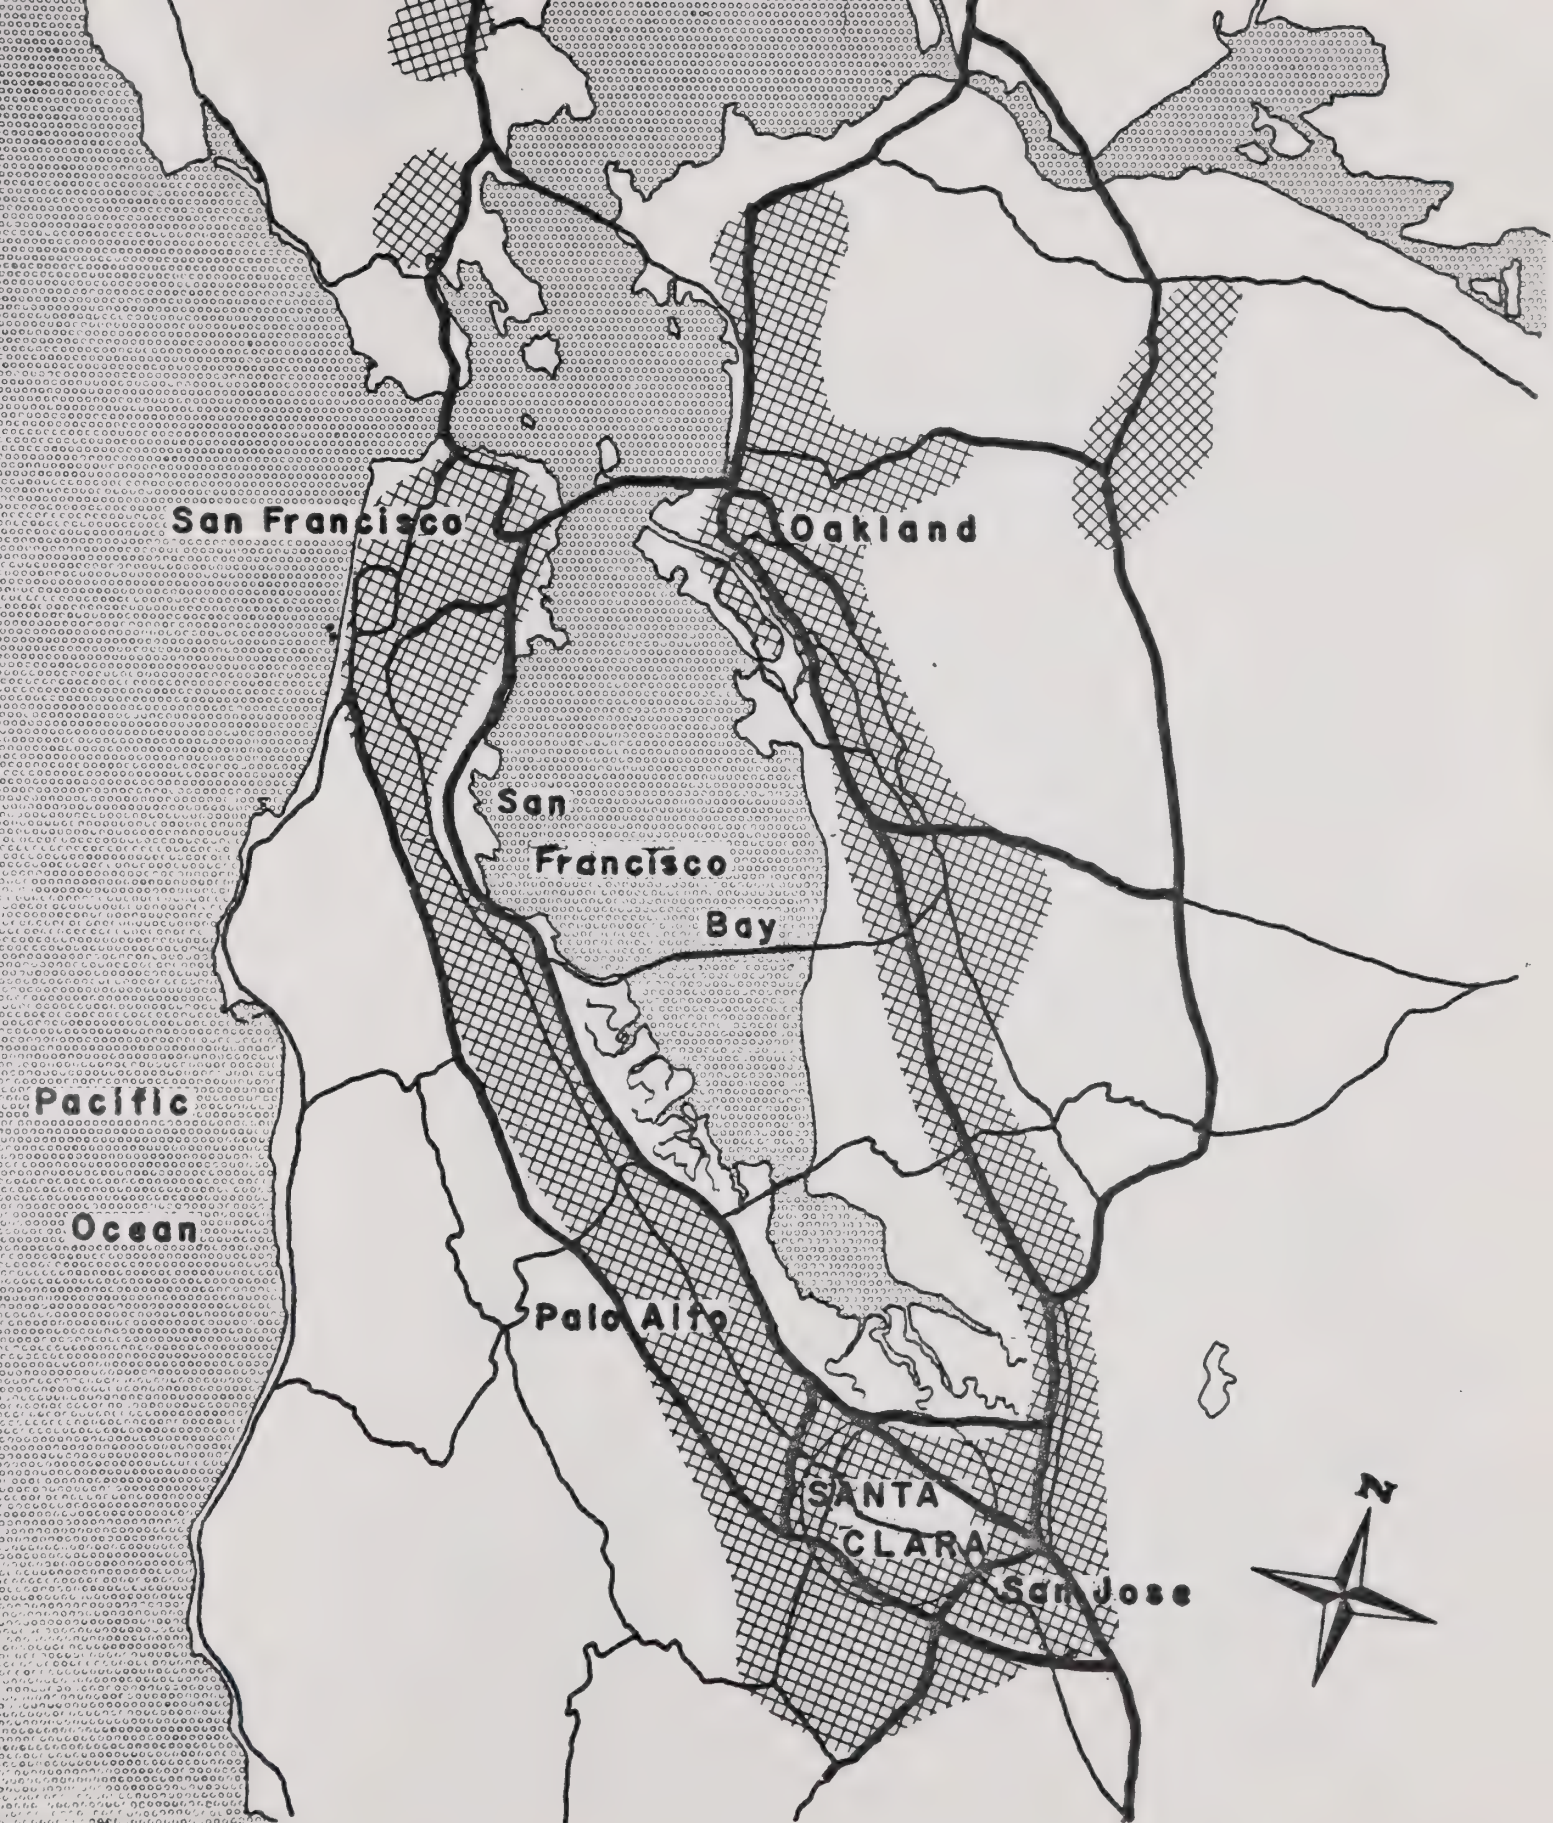 San Francisco
Oakland
San
Francisco
Bay
Pacific
Ocean
Palo Alto
SANTA
CLARA
San Jose
N